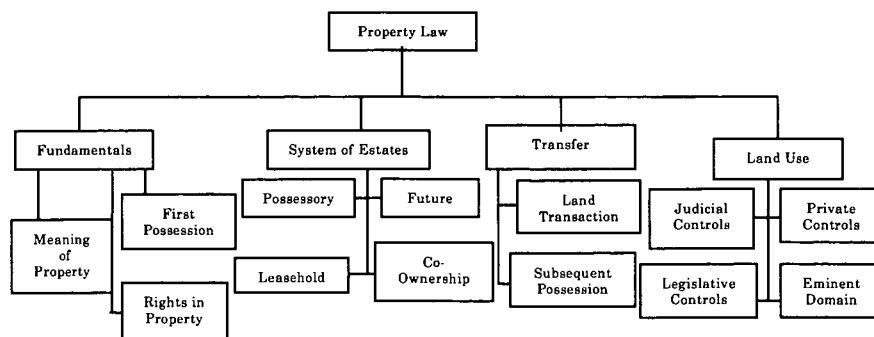 Property Law
Fundamentals
System of Estates
Transfer
Land Use
First
Possession
Meaning
of
Property
Rights in
Property
Possessory
Future
Leasehold
Co-
Ownership
Land
Transaction
Subsequent
Possession
Judicial
Controls
Private
Controls
Legislative
Controls
Eminent
Domain